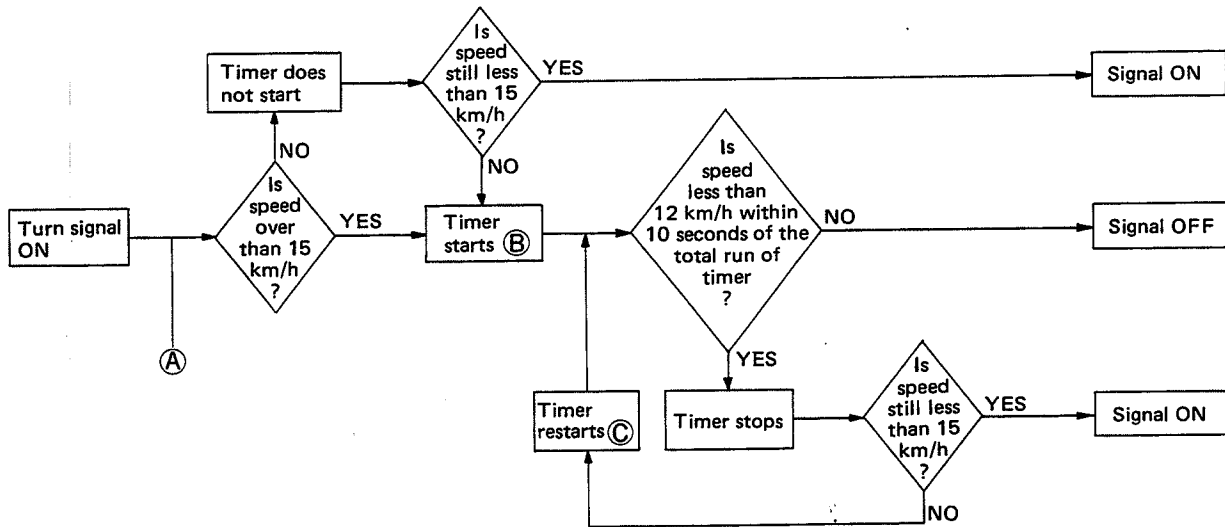 Turn signal
ON
A
Is
speed
over
than 15
km/h
?
NO
Timer does
not start
Is
speed
still less
than 15
km/h
?
YES
Signal ON
NO
YES
Timer
starts B
Is
speed
less than
12 km/h within
10 seconds of the
total run of
timer
?
NO
Signal OFF
YES
Timer stops
Is
speed
still less
than 15
km/h
?
YES
Signal ON
NO
Timer
restarts C